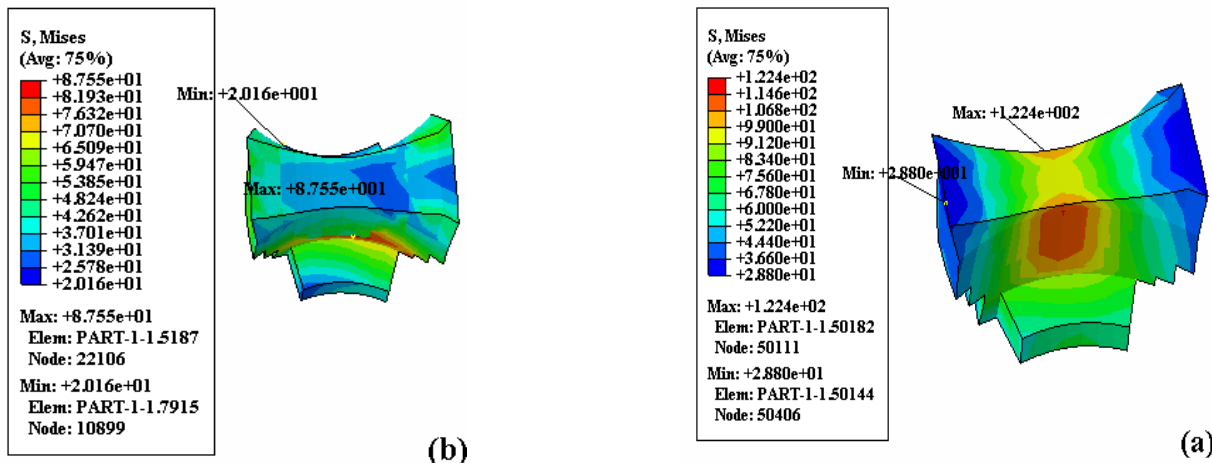 S, Mises
(Avg: 75%)
+8.755e+01
+8.193e+01
+7.632e+01
+7.070e+01
+6.509e+01
+5.947e+01
+5.385e+01
+4.824e+01
+4.262e+01
+3.701e+01
+3.139e+01
+2.578e+01
+2.016e+01
Max: +8.755e+01
Elem: PART-1-1.5187
Node: 22106
Min: +2.016e+01
Elem: PART-1-1.7915
Node: 10899
Min: +2.016e+001
Max: +8.755e+001
(b)
S, Mises
(Avg: 75%)
+1.224e+02
+1.146e+02
+1.068e+02
+9.900e+01
+9.120e+01
+8.340e+01
+7.560e+01
+6.780e+01
+6.000e+01
+5.220e+01
+4.440e+01
+3.660e+01
+2.880e+01
Max: +1.224e+02
Elem: PART-1-1.50182
Node: 50111
Min: +2.880e+01
Elem: PART-1-1.50144
Node: 50406
Max: +1.224e+002
Min: +2.880e+001
(a)